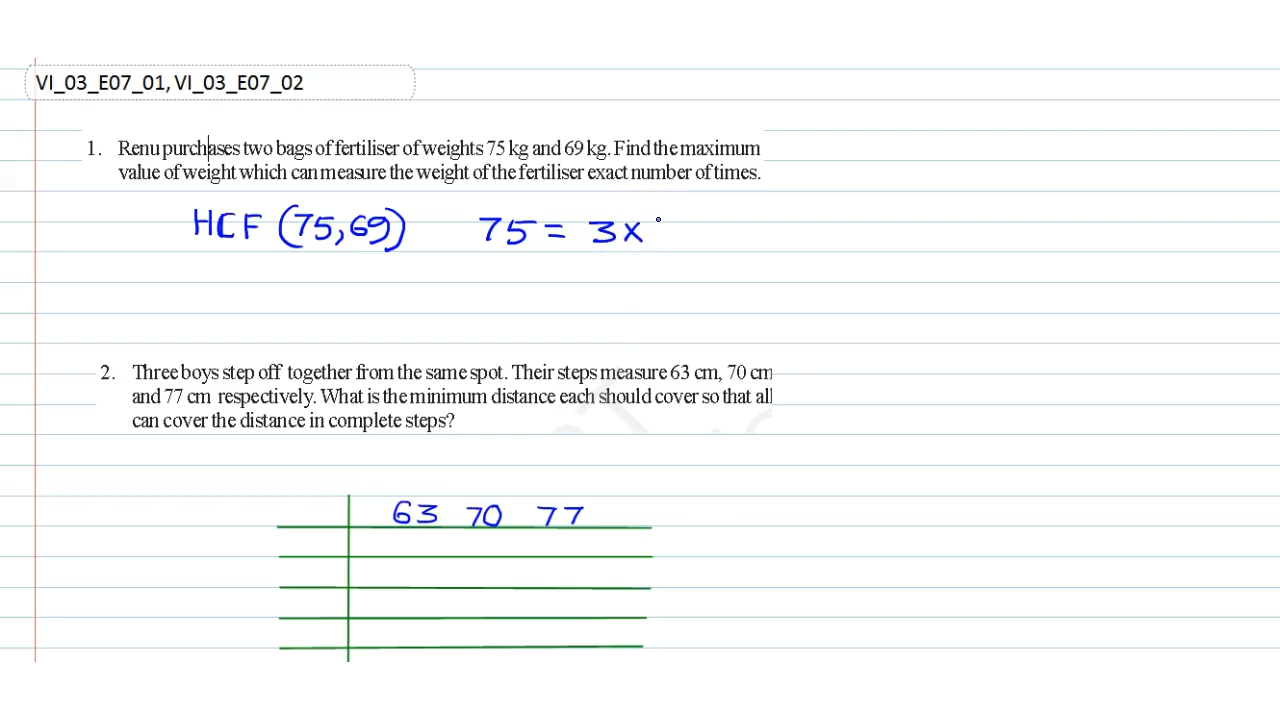 VI_03_E07_01, VI_03_E07_02
1. Renu purchases two bags of fertiliser of weights 75 kg and 69 kg. Find the maximum
value of weight which can measure the weight of the fertiliser exact number of times.
HCF (75,69) 75 = 3 x
2. Three boys step off together from the same spot. Their steps measure 63 cm, 70 cm
and 77 cm respectively. What is the minimum distance each should cover so that all
can cover the distance in complete steps?
63 70 77